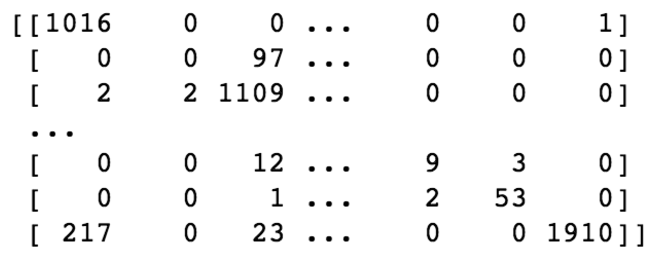 [[1016 0 0 ... 0 0 1]
[ 0 0 97 ... 0 0 0]
[ 2 2 1109 ... 0 0 0]
...
[ 0 0 12 ... 9 3 0]
[ 0 0 1 ... 2 53 0]
[ 217 0 23 ... 0 0 1910]]